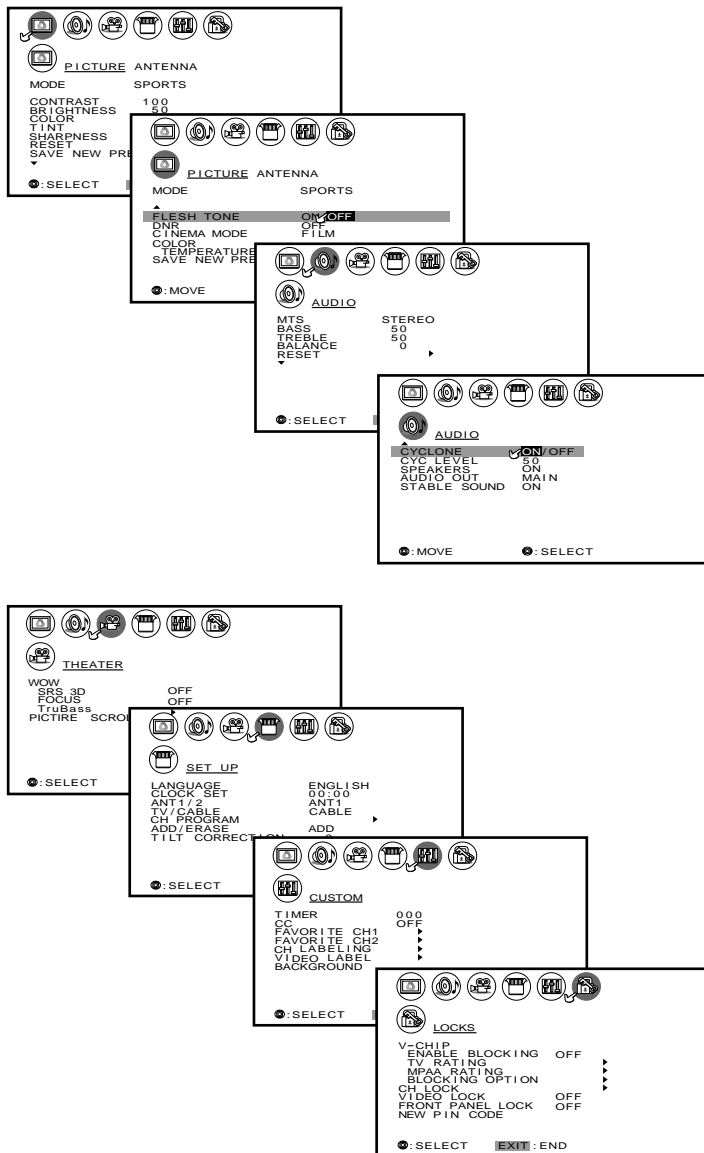 PICTURE ANTENNA
MODE SPORTS
CONTRAST 100
BRIGHTNESS 50
COLOR
TINT
SHARPNESS
RESET
SAVE NEW PRE
:SELECT
PICTURE ANTENNA
MODE SPORTS
FLESH TONE ON OFF
DNR OFF
CINEMA MODE FILM
COLOR
TEMPERATURE
SAVE NEW PRE
:MOVE
AUDIO
MTS STEREO
BASS 50
TREBLE 50
BALANCE 0
RESET
:SELECT
AUDIO
CYCLONE ON/OFF
CYC LEVEL 50
SPEAKERS ON
AUDIO OUT MAIN
STABLE SOUND ON
:MOVE :SELECT
THEATER
WOW
SRS 3D OFF
FOCUS OFF
TruBass
PICTIRE SCROL
:SELECT
SET UP
LANGUAGE ENGLISH
CLOCK SET 00:00
ANT1/2 ANT1
TV/CABLE CABLE
CH PROGRAM
ADD/ERASE ADD
TILT CORRECTION
:SELECT
CUSTOM
TIMER 000
CC OFF
FAVORITE CH1
FAVORITE CH2
CH LABELING
VIDEO LABEL
BACKGROUND
:SELECT
LOCKS
V-CHIP
ENABLE BLOCKING OFF
TV RATING
MPAA RATING
BLOCKING OPTION
CH LOCK
VIDEO LOCK OFF
FRONT PANEL LOCK OFF
NEW PIN CODE
:SELECT EXIT:END